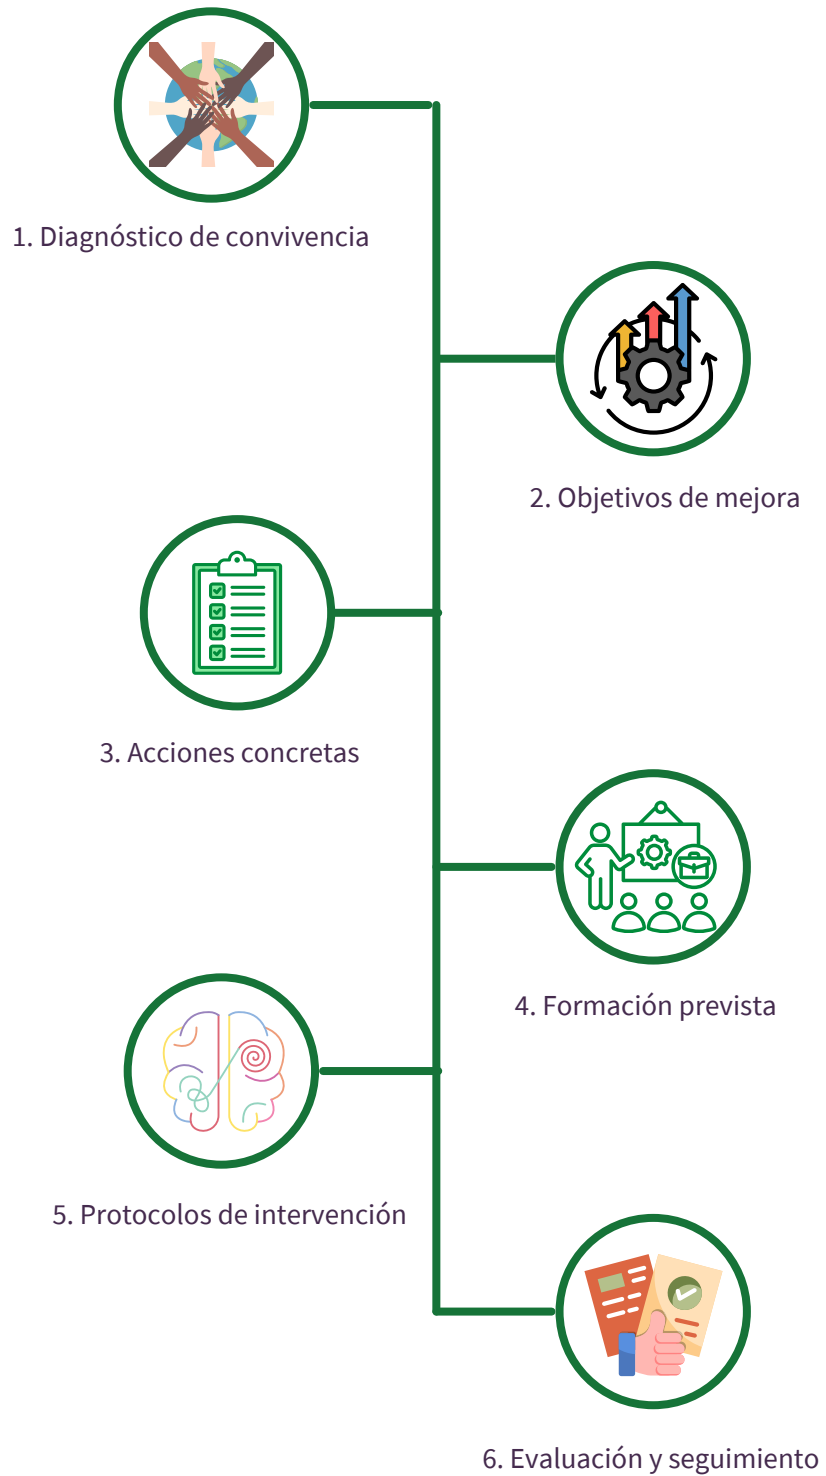 1. Diagnóstico de convivencia
2. Objetivos de mejora
3. Acciones concretas
4. Formación prevista
5. Protocolos de intervención
6. Evaluación y seguimiento